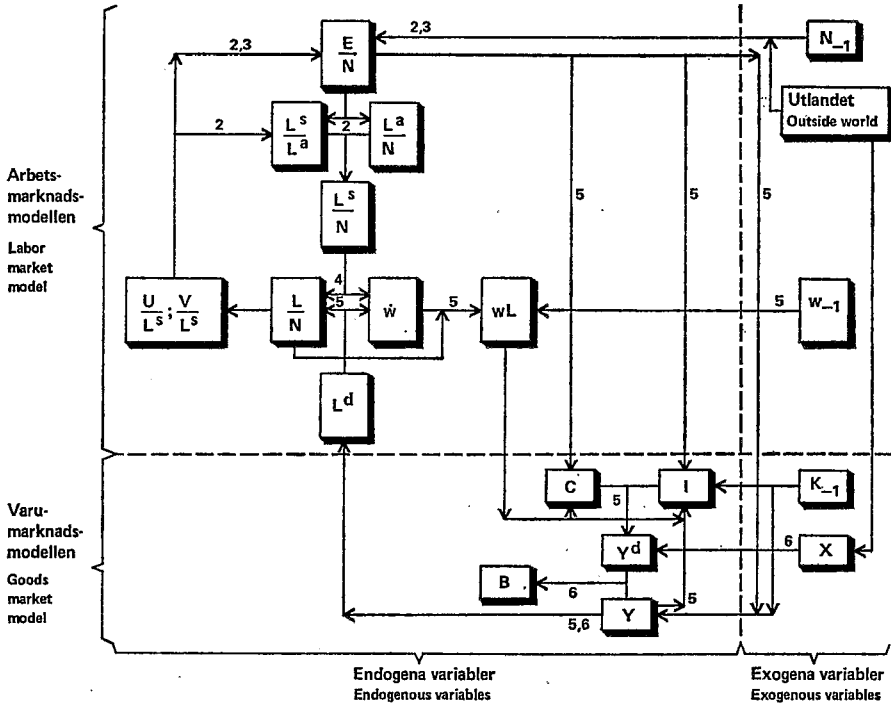 2,3
E
N
2,3
N₋₁
Utlandet
Outside world
2
Lˢ
Lᵃ
2
Lᵃ
N
Arbets-
marknads-
modellen
Labor
market
model
Lˢ
N
5
5
5
U
Lˢ
;
V
Lˢ
L
N
4
5
ẇ
5
wL
5
w₋₁
Lᵈ
C
5
I
K₋₁
Varu-
marknads-
modellen
Goods
market
model
Yᵈ
6
X
B
6
5,6
Y
5
Endogena variabler
Endogenous variables
Exogena variabler
Exogenous variables